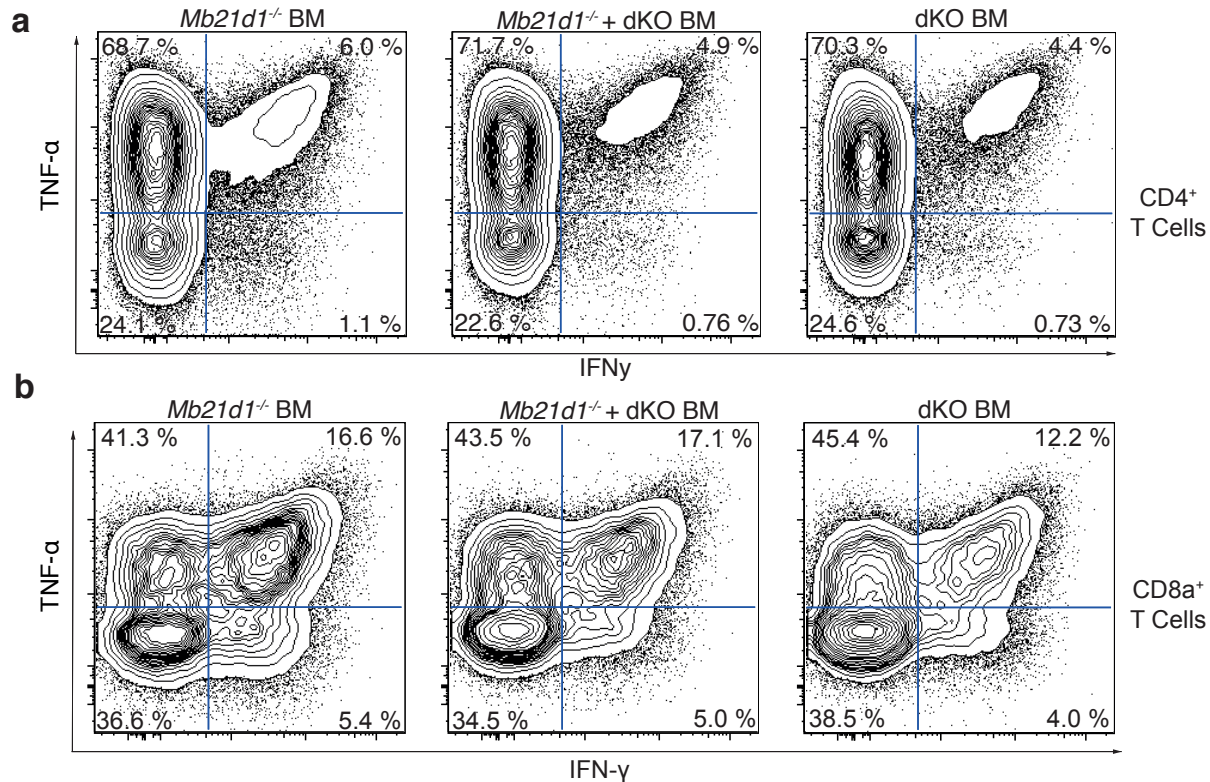 a
Mb21d1-/- BM
Mb21d1-/- + dKO BM
dKO BM
68.7 %
6.0 %
71.7 %
4.9 %
70.3 %
4.4 %
TNF-α
CD4+
T Cells
24.1 %
1.1 %
22.6 %
0.76 %
24.6 %
0.73 %
IFNy
b
Mb21d1-/- BM
Mb21d1-/- + dKO BM
dKO BM
41.3 %
16.6 %
43.5 %
17.1 %
45.4 %
12.2 %
TNF-α
CD8a+
T Cells
36.6 %
5.4 %
34.5 %
5.0 %
38.5 %
4.0 %
IFN-γ